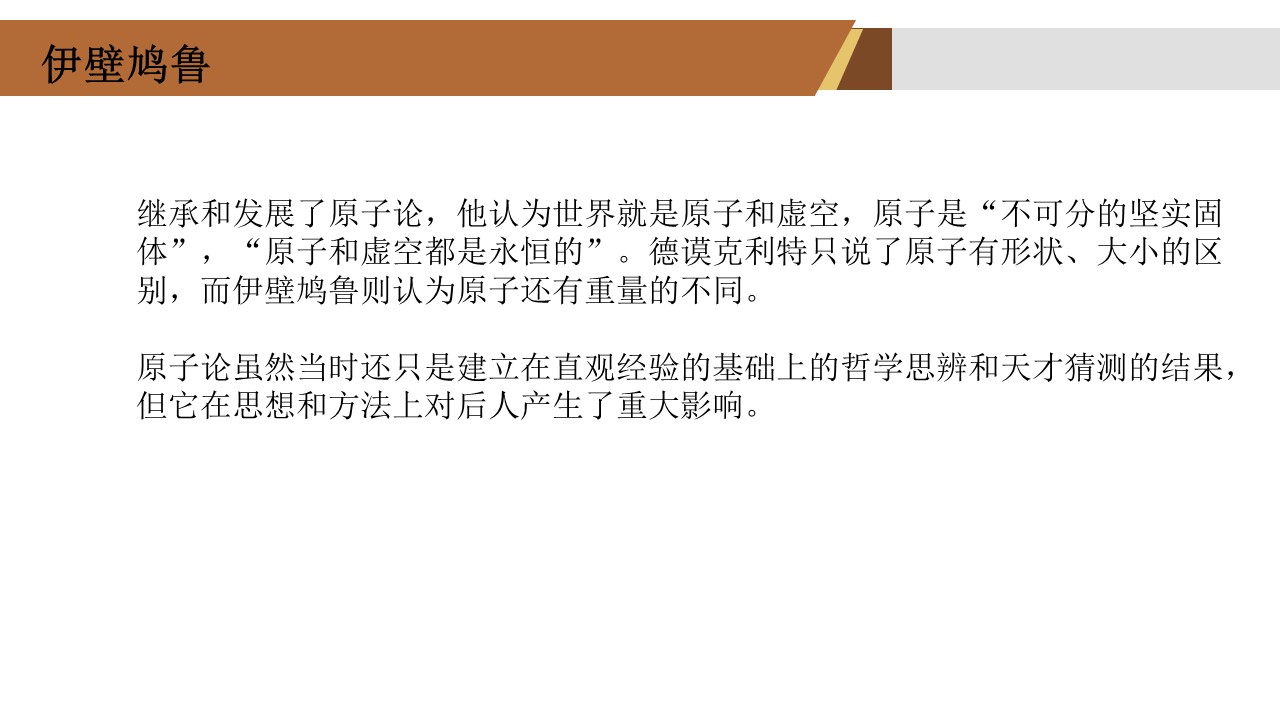 伊壁鸠鲁
继承和发展了原子论，他认为世界就是原子和虚空，原子是“不可分的坚实固
体”，“原子和虚空都是永恒的”。德谟克利特只说了原子有形状、大小的区
别，而伊壁鸠鲁则认为原子还有重量的不同。
原子论虽然当时还只是建立在直观经验的基础上的哲学思辨和天才猜测的结果，
但它在思想和方法上对后人产生了重大影响。